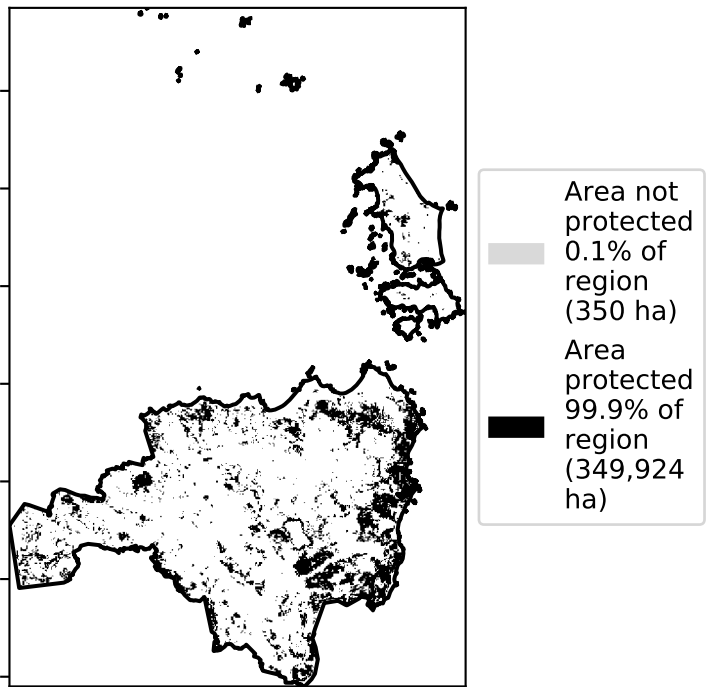 Area not
protected
0.1% of
region
(350 ha)
Area
protected
99.9% of
region
(349,924
ha)